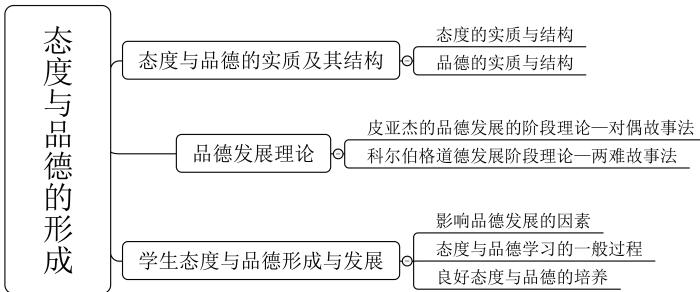 态度与品德的形成
态度与品德的实质及其结构
态度的实质与结构
品德的实质与结构
品德发展理论
皮亚杰的品德发展的阶段理论—对偶故事法
科尔伯格道德发展阶段理论—两难故事法
学生态度与品德形成与发展
影响品德发展的因素
态度与品德学习的一般过程
良好态度与品德的培养